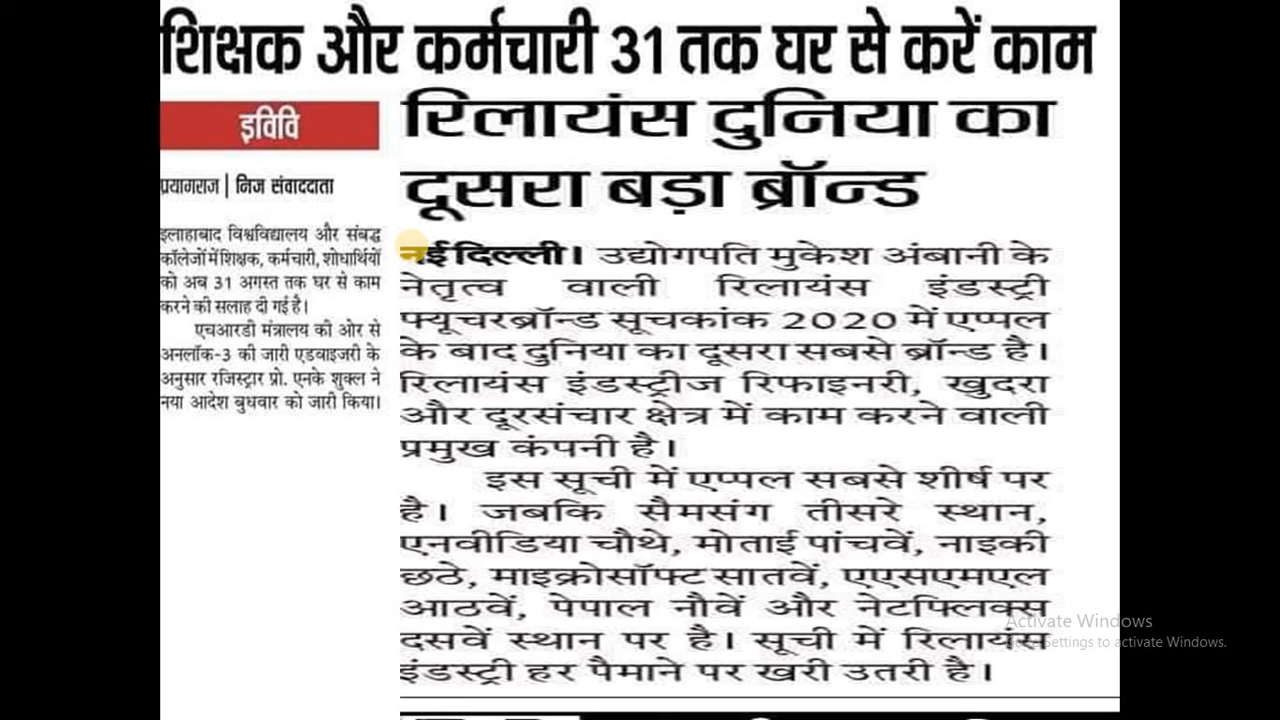 शिक्षक और कर्मचारी 31 तक घर से करें काम
इविवि
प्रयागराज | निज संवाददाता
इलाहाबाद विश्वविद्यालय और संबद्ध
कॉलेजों में शिक्षक, कर्मचारी, शोधार्थियों
को अब 31 अगस्त तक घर से काम
करने की सलाह दी गई है।
एचआरडी मंत्रालय की ओर से
अनलॉक-3 की जारी एडवाइजरी के
अनुसार रजिस्ट्रार प्रो. एनके शुक्ल ने
नया आदेश बुधवार को जारी किया।
रिलायंस दुनिया का
दूसरा बड़ा ब्रॉन्ड
नई दिल्ली। उद्योगपति मुकेश अंबानी के
नेतृत्व वाली रिलायंस इंडस्ट्री
फ्यूचरब्रॉन्ड सूचकांक 2020 में एप्पल
के बाद दुनिया का दूसरा सबसे ब्रॉन्ड है।
रिलायंस इंडस्ट्रीज रिफाइनरी, खुदरा
और दूरसंचार क्षेत्र में काम करने वाली
प्रमुख कंपनी है।
इस सूची में एप्पल सबसे शीर्ष पर
है। जबकि सैमसंग तीसरे स्थान,
एनवीडिया चौथे, मोताई पांचवें, नाइकी
छठे, माइक्रोसॉफ्ट सातवें, एएसएमएल
आठवें, पेपाल नौवें और नेटफ्लिक्स
दसवें स्थान पर है। सूची में रिलायंस
इंडस्ट्री हर पैमाने पर खरी उतरी है।
Activate Windows
Go to Settings to activate Windows.